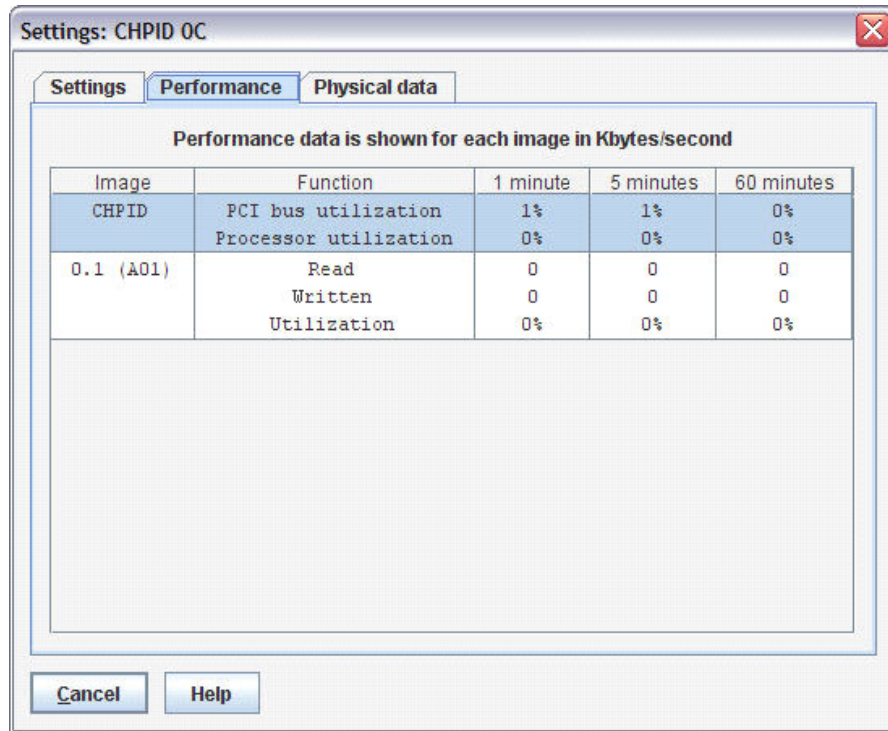 Settings: CHPID 0C
Settings Performance Physical data
Performance data is shown for each image in Kbytes/second
Image Function 1 minute 5 minutes 60 minutes
CHPID PCI bus utilization 1% 1% 0%
Processor utilization 0% 0% 0%
0.1 (A01) Read 0 0 0
Written 0 0 0
Utilization 0% 0% 0%
Cancel Help